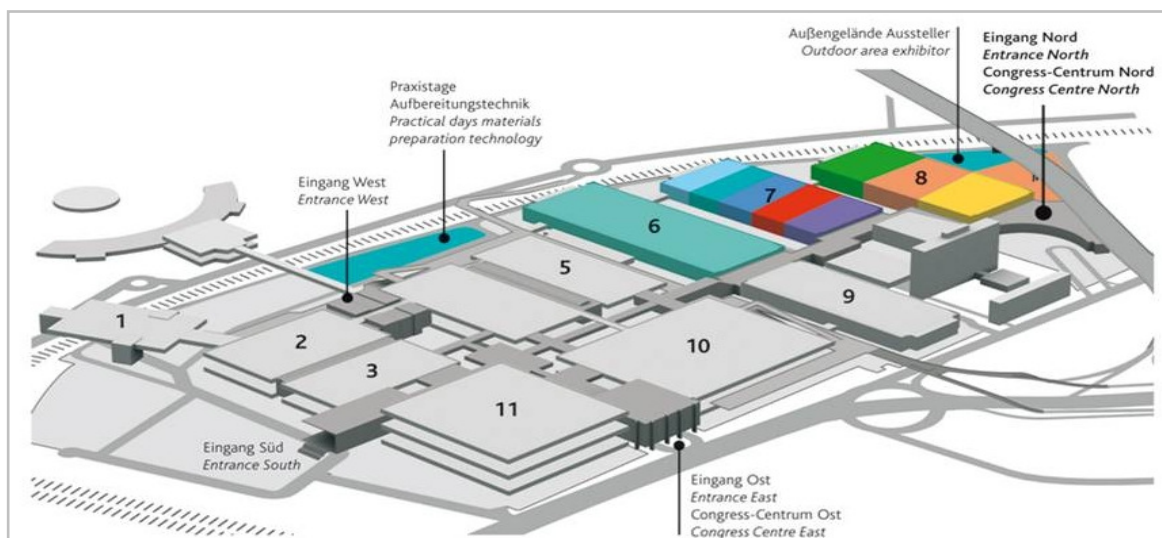 Außengelände Aussteller
Outdoor area exhibitor
Eingang Nord
Entrance North
Congress-Centrum Nord
Congress Centre North
Praxistage
Aufbereitungstechnik
Practical days materials
preparation technology
Eingang West
Entrance West
8
7
6
5
9
1
2
10
3
11
Eingang Süd
Entrance South
Eingang Ost
Entrance East
Congress-Centrum Ost
Congress Centre East